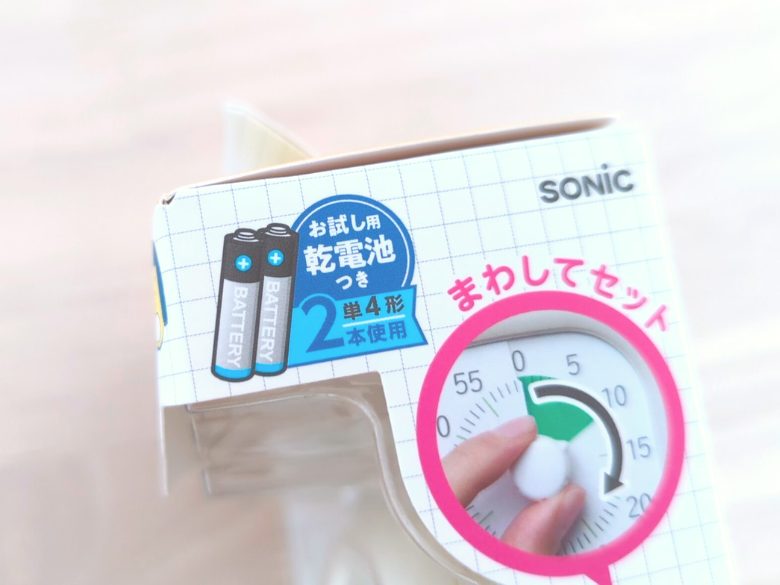 SONIC
お試し用
乾電池
つき
単4形
2本使用
BATTERY
BATTERY
まわしてセット
55
0
5
10
15
20
0